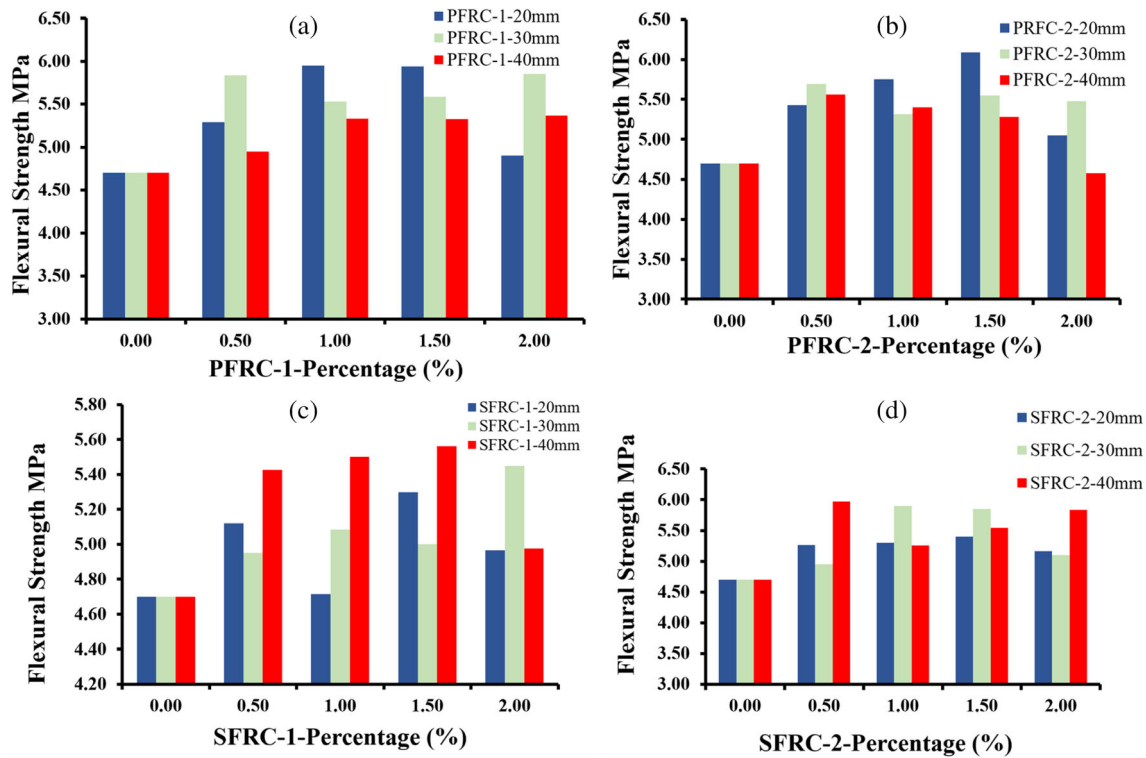 (a)
PFRC-1-20mm
PFRC-1-30mm
PFRC-1-40mm
Flexural Strength MPa
6.50
6.00
5.50
5.00
4.50
4.00
3.50
3.00
0.00 0.50 1.00 1.50 2.00
PFRC-1-Percentage (%)
(b)
PRFC-2-20mm
PFRC-2-30mm
PFRC-2-40mm
Flexural Strength MPa
6.50
6.00
5.50
5.00
4.50
4.00
3.50
3.00
0.00 0.50 1.00 1.50 2.00
PFRC-2-Percentage (%)
(c)
SFRC-1-20mm
SFRC-1-30mm
SFRC-1-40mm
Flexural Strength MPa
5.80
5.60
5.40
5.20
5.00
4.80
4.60
4.40
4.20
0.00 0.50 1.00 1.50 2.00
SFRC-1-Percentage (%)
(d)
SFRC-2-20mm
SFRC-2-30mm
SFRC-2-40mm
Flexural Strength MPa
6.50
6.00
5.50
5.00
4.50
4.00
3.50
3.00
0.00 0.50 1.00 1.50 2.00
SFRC-2-Percentage (%)